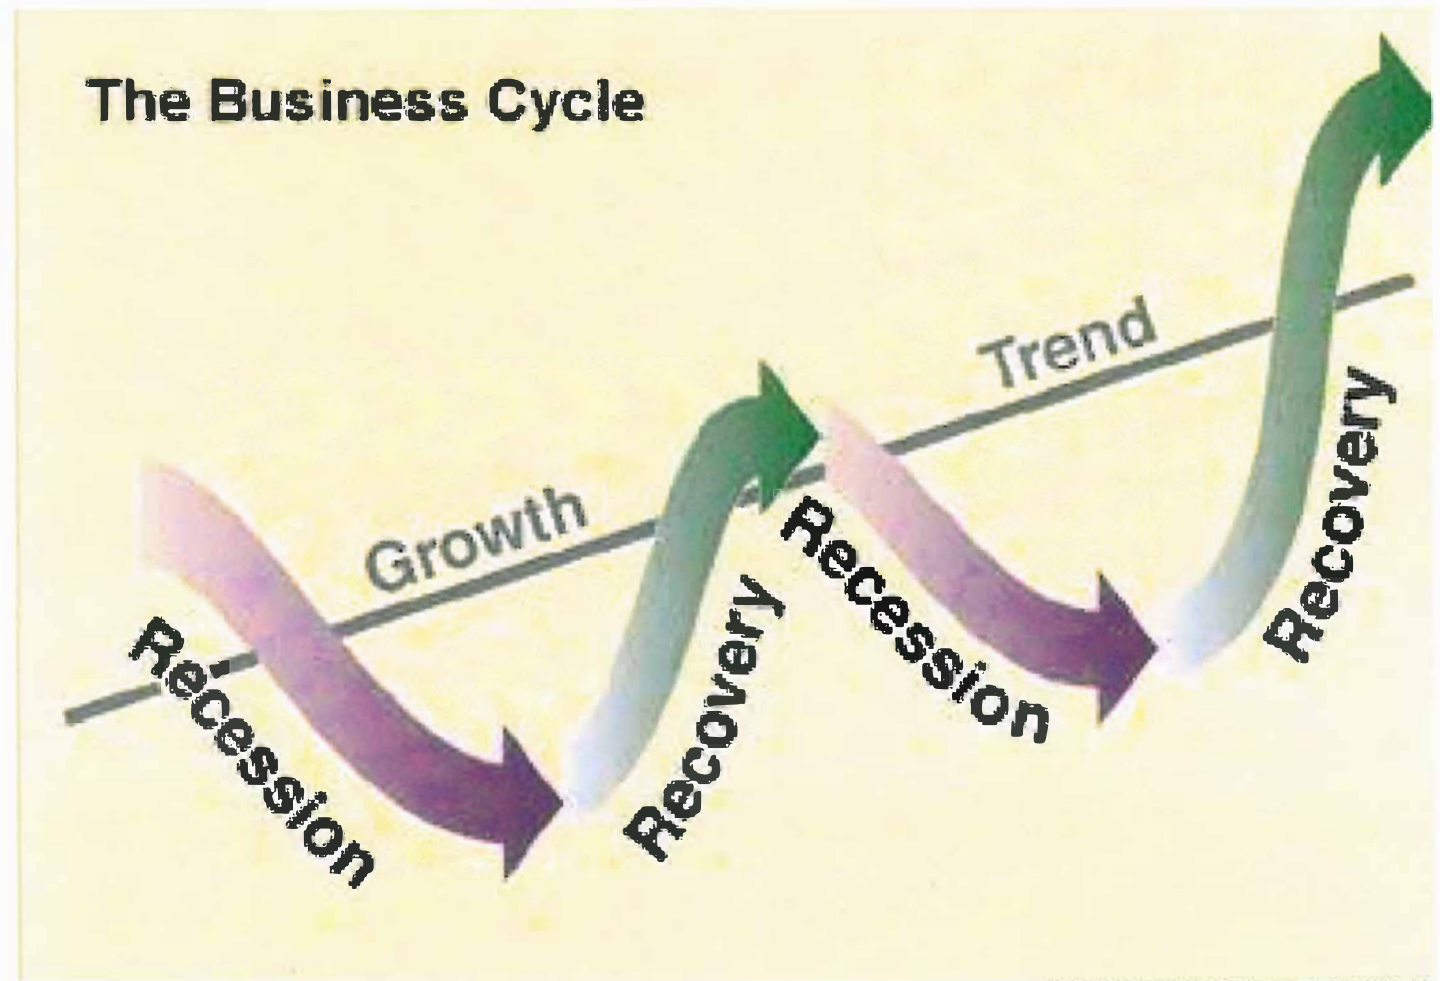 The Business Cycle
Growth
Trend
Recession
Recovery
Recession
Recovery